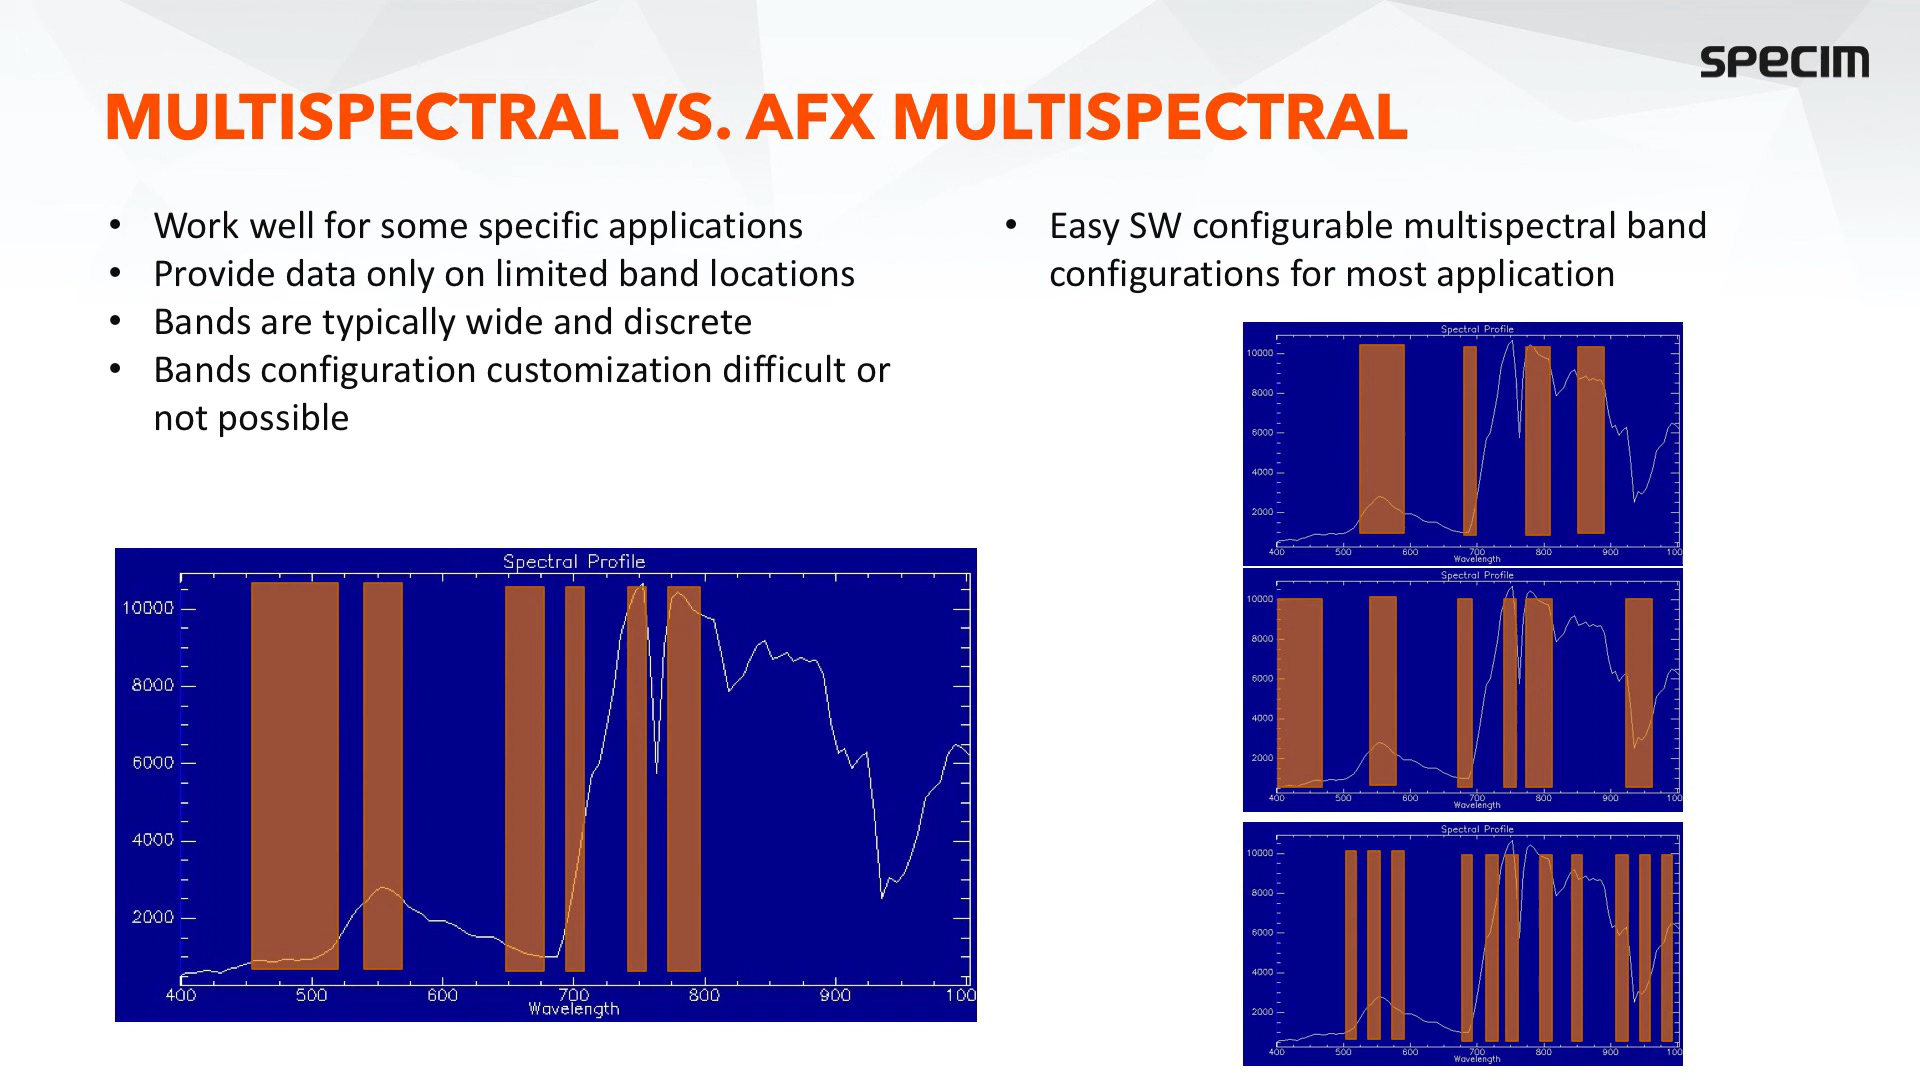 SPECIM
MULTISPECTRAL VS. AFX MULTISPECTRAL
• Work well for some specific applications
• Provide data only on limited band locations
• Bands are typically wide and discrete
• Bands configuration customization difficult or
not possible
• Easy SW configurable multispectral band
configurations for most application
Spectral Profile
10000
8000
6000
4000
2000
400 500 600 700 800 900 100
Wavelength
Spectral Profile
10000
8000
6000
4000
2000
400 500 600 700 800 900 100
Wavelength
Spectral Profile
10000
8000
6000
4000
2000
400 500 600 700 800 900 100
Wavelength
Spectral Profile
10000
8000
6000
4000
2000
400 500 600 700 800 900 100
Wavelength